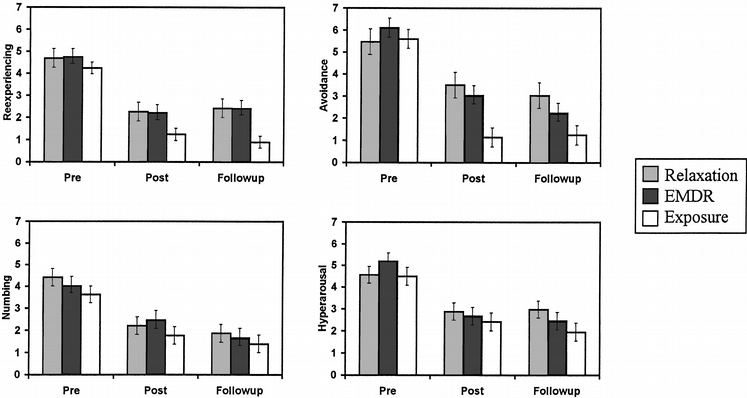 Reexperiencing
7
6
5
4
3
2
1
0
Pre Post Followup
Avoidance
7
6
5
4
3
2
1
0
Pre Post Followup
Relaxation
EMDR
Exposure
Numbing
7
6
5
4
3
2
1
0
Pre Post Followup
Hyperarousal
7
6
5
4
3
2
1
0
Pre Post Followup